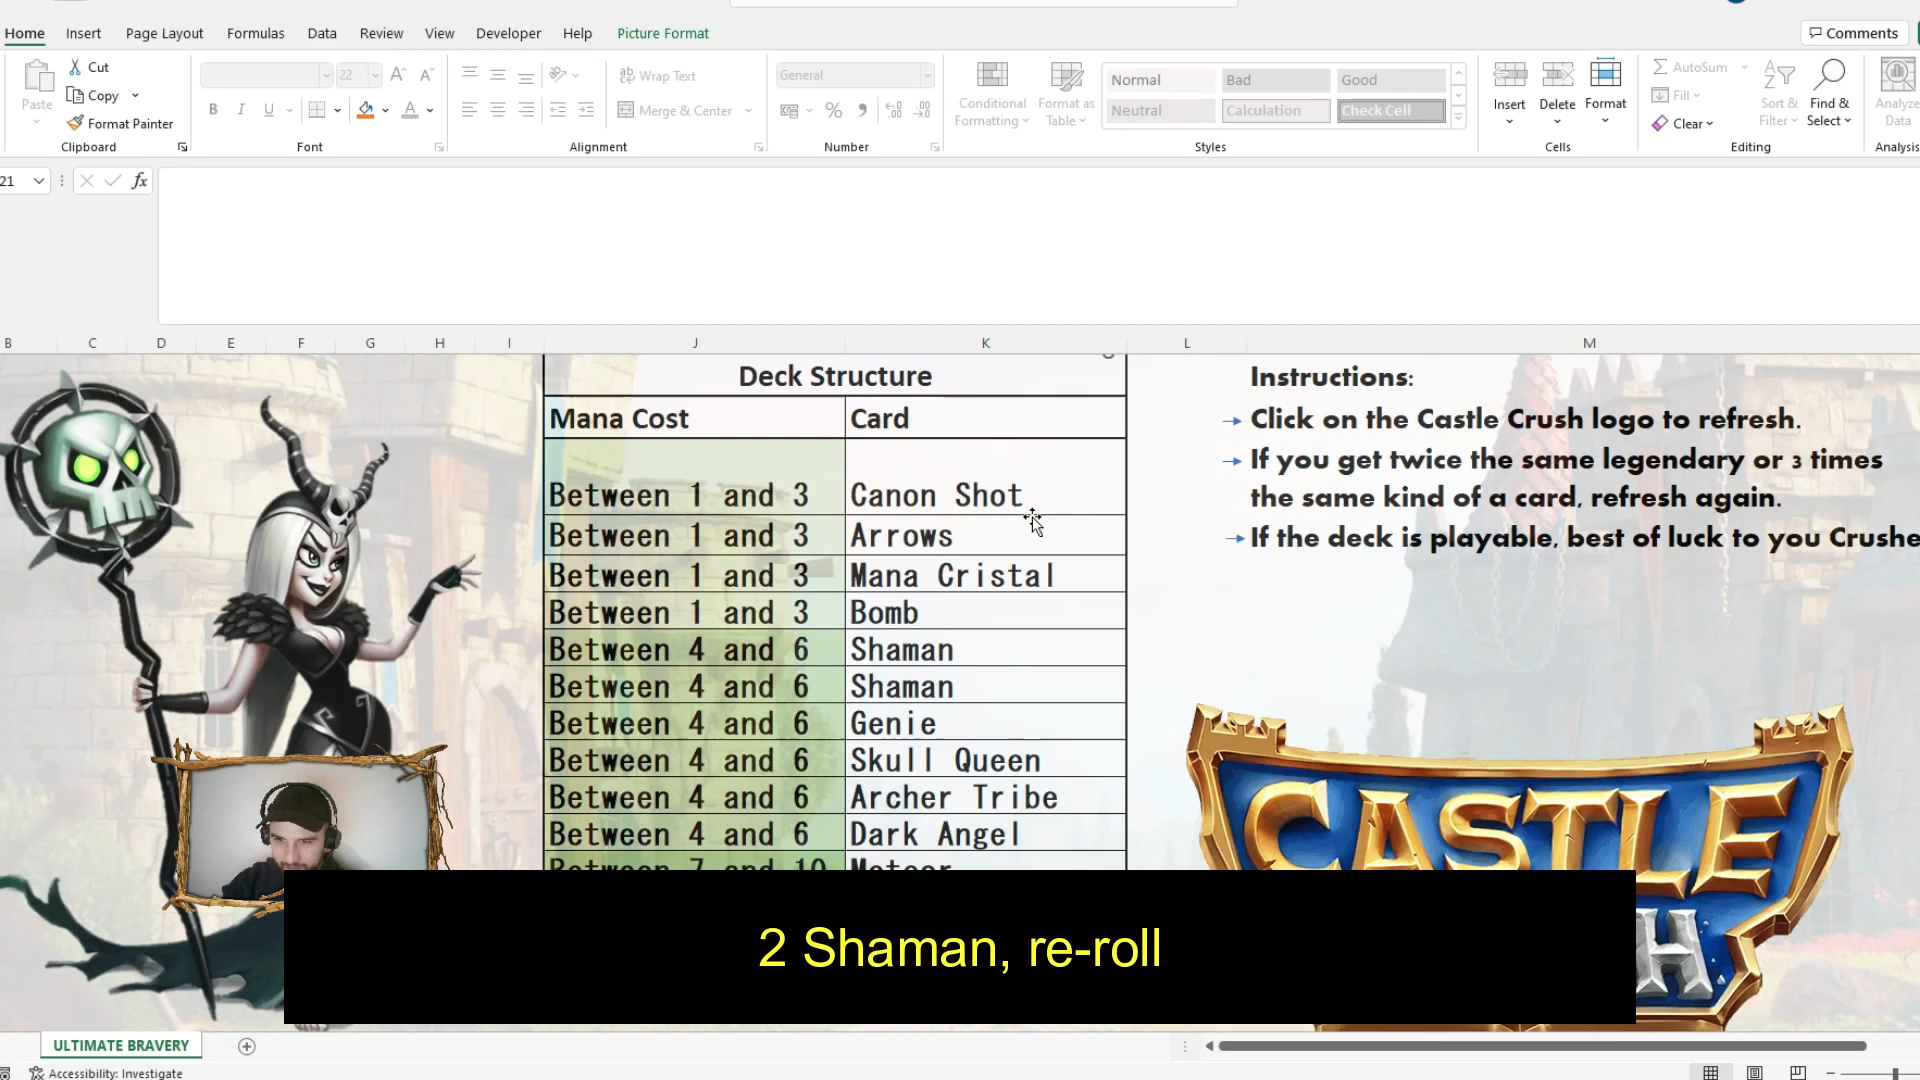 Home Insert Page Layout Formulas Data Review View Developer Help Picture Format Comments
Cut
Copy
Format Painter
Paste
Clipboard
22
B I U
Font
Wrap Text
Merge & Center
Alignment
General
Number
Conditional Formatting
Format as Table
Normal Bad Good
Neutral Calculation Check Cell
Styles
Insert Delete Format
Cells
AutoSum
Fill
Clear
Sort & Filter
Find & Select
Editing
Analyze Data
Analysis
21 fx
B C D E F G H I J K L M
Deck Structure
Mana Cost Card
Between 1 and 3 Canon Shot
Between 1 and 3 Arrows
Between 1 and 3 Mana Cristal
Between 1 and 3 Bomb
Between 4 and 6 Shaman
Between 4 and 6 Shaman
Between 4 and 6 Genie
Between 4 and 6 Skull Queen
Between 4 and 6 Archer Tribe
Between 4 and 6 Dark Angel
Between 7 and 10 Meteor
Instructions:
Click on the Castle Crush logo to refresh.
If you get twice the same legendary or 3 times
the same kind of a card, refresh again.
If the deck is playable, best of luck to you Crushe
CASTLE
H
2 Shaman, re-roll
ULTIMATE BRAVERY
Accessibility: Investigate